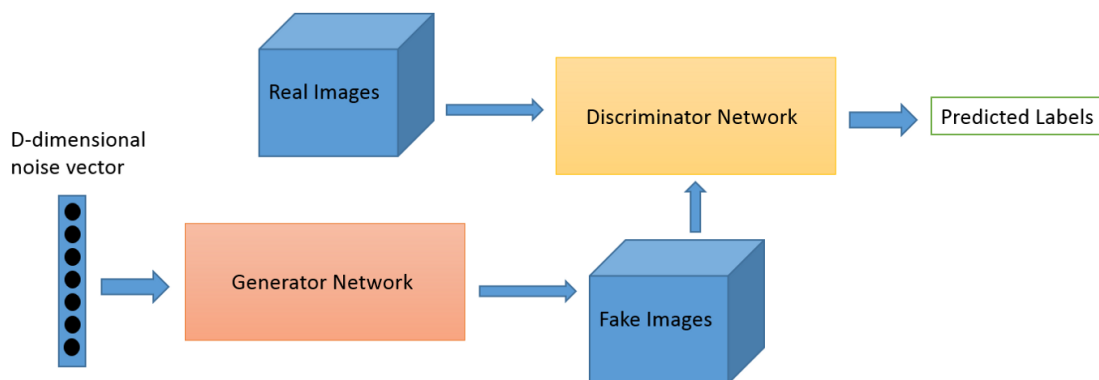 Real Images
Discriminator Network
Predicted Labels
D-dimensional
noise vector
Generator Network
Fake Images